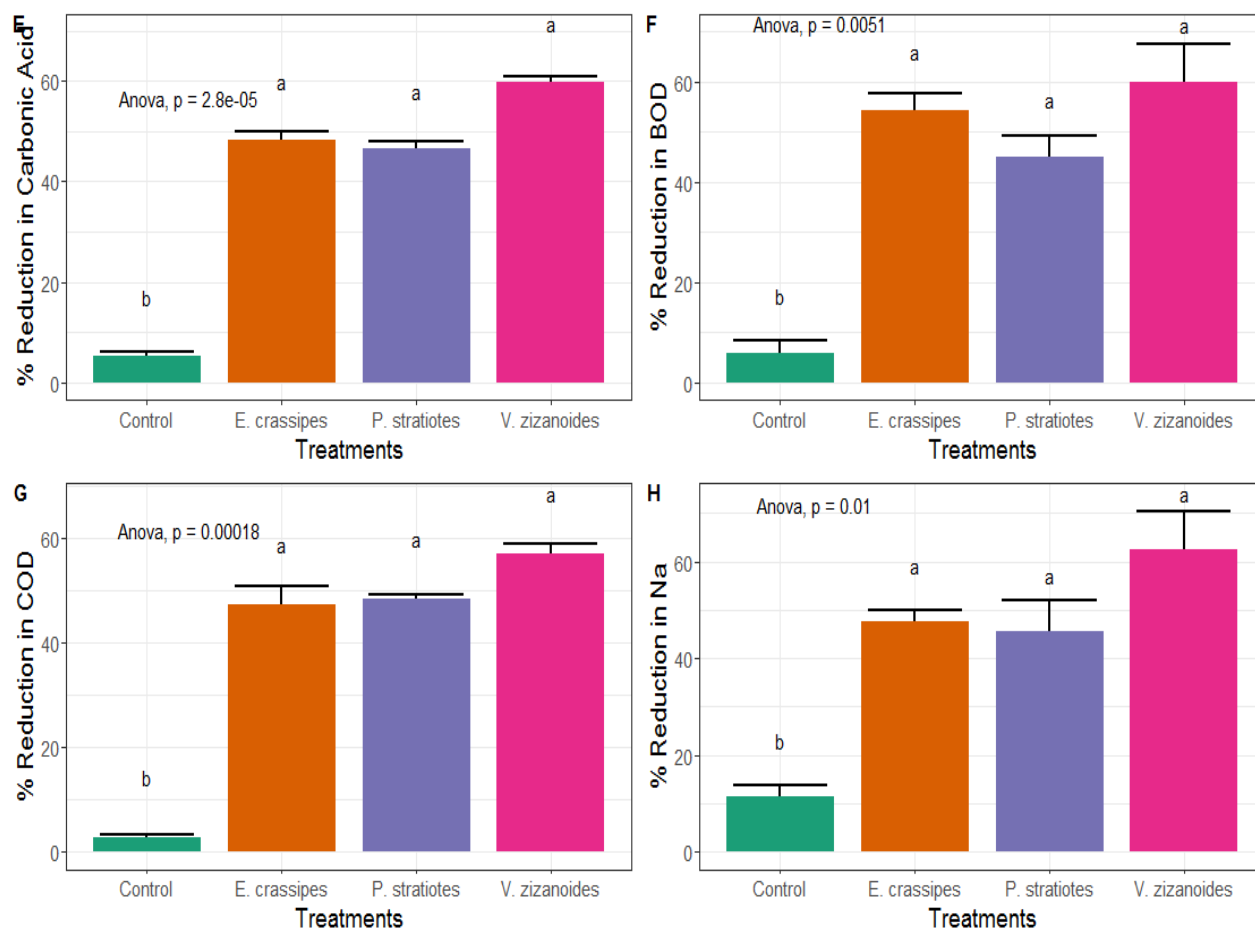 E
% Reduction in Carbonic Acid
Anova, p = 2.8e-05
a
a
a
b
60
40
20
0
Control E. crassipes P. stratiotes V. zizanoides
Treatments
F
% Reduction in BOD
Anova, p = 0.0051
a
a
a
b
60
40
20
0
Control E. crassipes P. stratiotes V. zizanoides
Treatments
G
% Reduction in COD
Anova, p = 0.00018
a
a
a
b
60
40
20
0
Control E. crassipes P. stratiotes V. zizanoides
Treatments
H
% Reduction in Na
Anova, p = 0.01
a
a
a
b
60
40
20
0
Control E. crassipes P. stratiotes V. zizanoides
Treatments